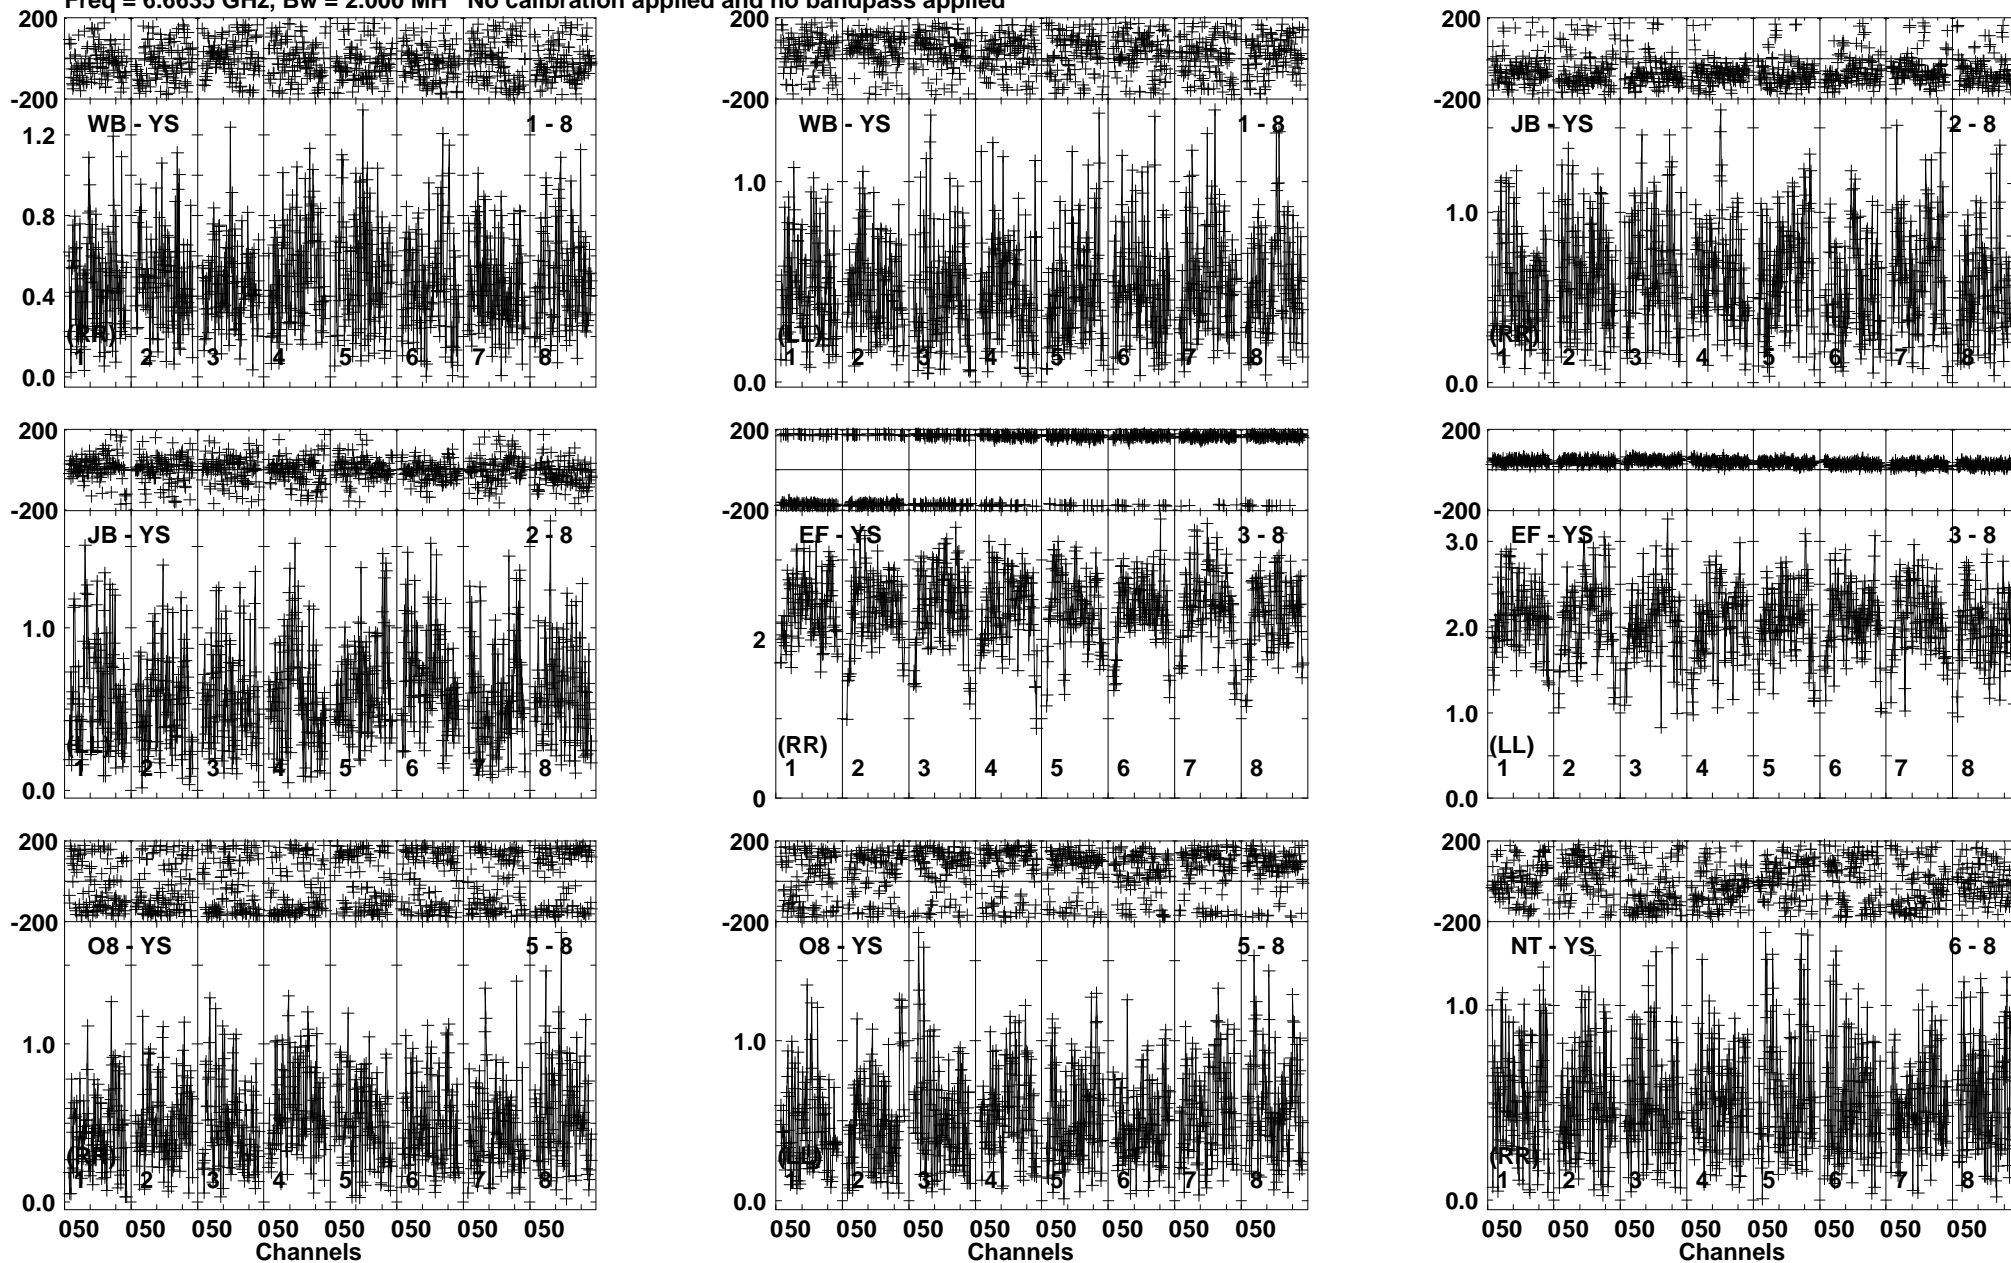 Freq = 6.6635 GHz, Bw = 2.000 MH No calibration applied and no bandpass applied
200 200 200
-200 -200 -200
WB - YS 1 - 8 WB - YS 1 - 8 JB - YS 2 - 8
1.2
1.0
1.0
0.8
0.4
(RR) (LL) (RR)
1 2 3 4 5 6 7 8 1 2 3 4 5 6 7 8 1 2 3 4 5 6 7 8
0.0 0.0 0.0
200 200 200
-200 -200 -200
JB - YS 2 - 8 EF - YS 3 - 8 EF - YS 3 - 8
3.0
1.0 2 2.0
1.0
(LL) (RR) (LL)
1 2 3 4 5 6 7 8 1 2 3 4 5 6 7 8 1 2 3 4 5 6 7 8
0.0 0 0.0
200 200 200
-200 -200 -200
O8 - YS 5 - 8 O8 - YS 5 - 8 NT - YS 6 - 8
1.0 1.0 1.0
(RR) (LL) (RR)
1 2 3 4 5 6 7 8 1 2 3 4 5 6 7 8 1 2 3 4 5 6 7 8
0.0 0.0 0.0
050 050 050 050 050 050 050 050 050 050 050 050 050 050 050 050 050 050 050 050 050 050 050 050
Channels Channels Channels